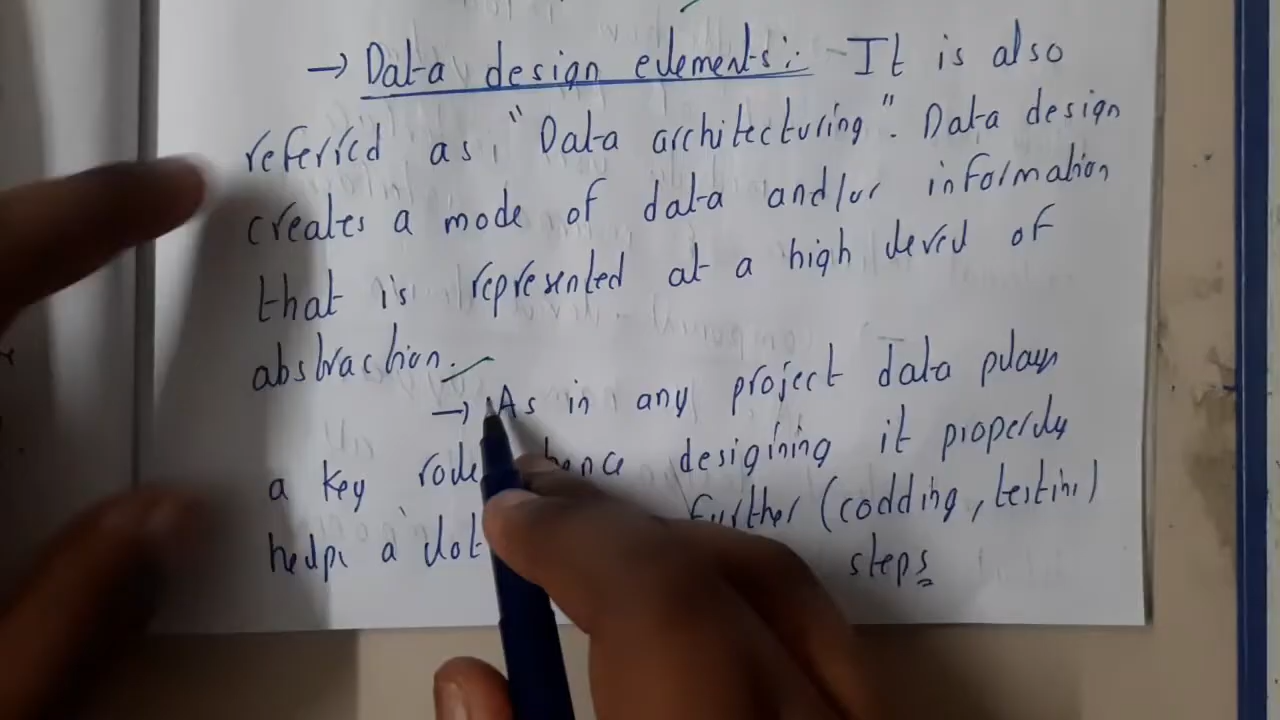 → Data design elements:- It is also
referred as, "Data architecturing". Data design
creates a mode of data and/or information
that is represented at a high level of
abstraction.
→ As in any project data plays
a key role hence desigining it properly
helps a lot further (codding, testing)
steps